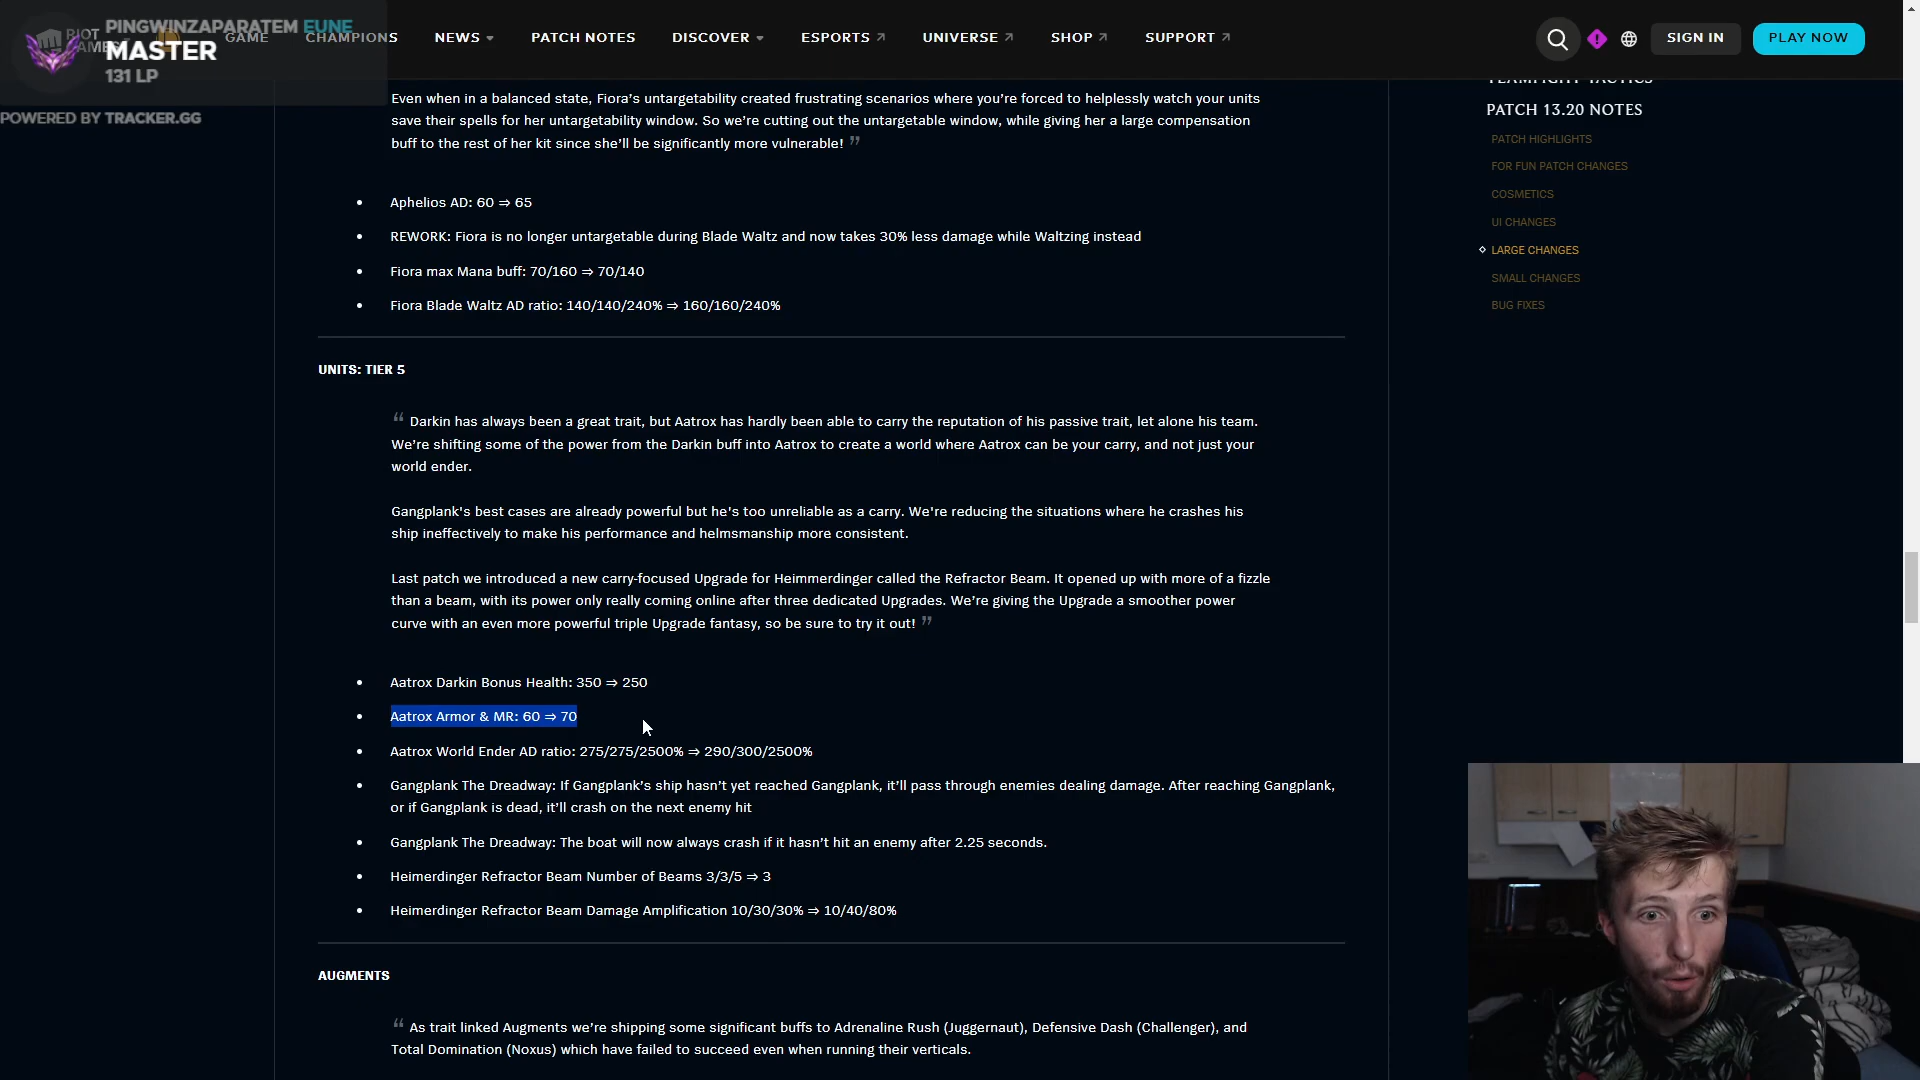 PINGWINZAPARATEM EUNE
MASTER
131 LP
POWERED BY TRACKER.GG
RIOT
GAME
CHAMPIONS
NEWS
PATCH NOTES
DISCOVER
ESPORTS
UNIVERSE
SHOP
SUPPORT
SIGN IN
PLAY NOW
Even when in a balanced state, Fiora’s untargetability created frustrating scenarios where you’re forced to helplessly watch your units
save their spells for her untargetability window. So we’re cutting out the untargetable window, while giving her a large compensation
buff to the rest of her kit since she’ll be significantly more vulnerable! ”
• Aphelios AD: 60 ⇒ 65
• REWORK: Fiora is no longer untargetable during Blade Waltz and now takes 30% less damage while Waltzing instead
• Fiora max Mana buff: 70/160 ⇒ 70/140
• Fiora Blade Waltz AD ratio: 140/140/240% ⇒ 160/160/240%
UNITS: TIER 5
“ Darkin has always been a great trait, but Aatrox has hardly been able to carry the reputation of his passive trait, let alone his team.
We’re shifting some of the power from the Darkin buff into Aatrox to create a world where Aatrox can be your carry, and not just your
world ender.
Gangplank's best cases are already powerful but he's too unreliable as a carry. We're reducing the situations where he crashes his
ship ineffectively to make his performance and helmsmanship more consistent.
Last patch we introduced a new carry-focused Upgrade for Heimmerdinger called the Refractor Beam. It opened up with more of a fizzle
than a beam, with its power only really coming online after three dedicated Upgrades. We’re giving the Upgrade a smoother power
curve with an even more powerful triple Upgrade fantasy, so be sure to try it out! ”
• Aatrox Darkin Bonus Health: 350 ⇒ 250
• Aatrox Armor & MR: 60 ⇒ 70
• Aatrox World Ender AD ratio: 275/275/2500% ⇒ 290/300/2500%
• Gangplank The Dreadway: If Gangplank’s ship hasn’t yet reached Gangplank, it’ll pass through enemies dealing damage. After reaching Gangplank,
or if Gangplank is dead, it’ll crash on the next enemy hit
• Gangplank The Dreadway: The boat will now always crash if it hasn’t hit an enemy after 2.25 seconds.
• Heimerdinger Refractor Beam Number of Beams 3/3/5 ⇒ 3
• Heimerdinger Refractor Beam Damage Amplification 10/30/30% ⇒ 10/40/80%
AUGMENTS
“ As trait linked Augments we’re shipping some significant buffs to Adrenaline Rush (Juggernaut), Defensive Dash (Challenger), and
Total Domination (Noxus) which have failed to succeed even when running their verticals.
TEAMFIGHT TACTICS
PATCH 13.20 NOTES
PATCH HIGHLIGHTS
FOR FUN PATCH CHANGES
COSMETICS
UI CHANGES
LARGE CHANGES
SMALL CHANGES
BUG FIXES